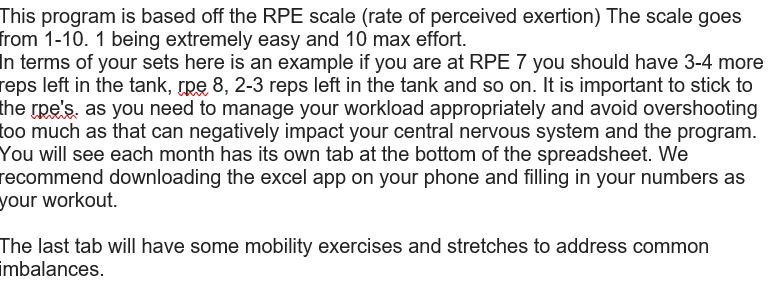 This program is based off the RPE scale (rate of perceived exertion) The scale goes
from 1-10. 1 being extremely easy and 10 max effort.
In terms of your sets here is an example if you are at RPE 7 you should have 3-4 more
reps left in the tank, rpa 8, 2-3 reps left in the tank and so on. It is important to stick to
the rpe's. as you need to manage your workload appropriately and avoid overshooting
too much as that can negatively impact your central nervous system and the program.
You will see each month has its own tab at the bottom of the spreadsheet. We
recommend downloading the excel app on your phone and filling in your numbers as
your workout.
The last tab will have some mobility exercises and stretches to address common
imbalances.